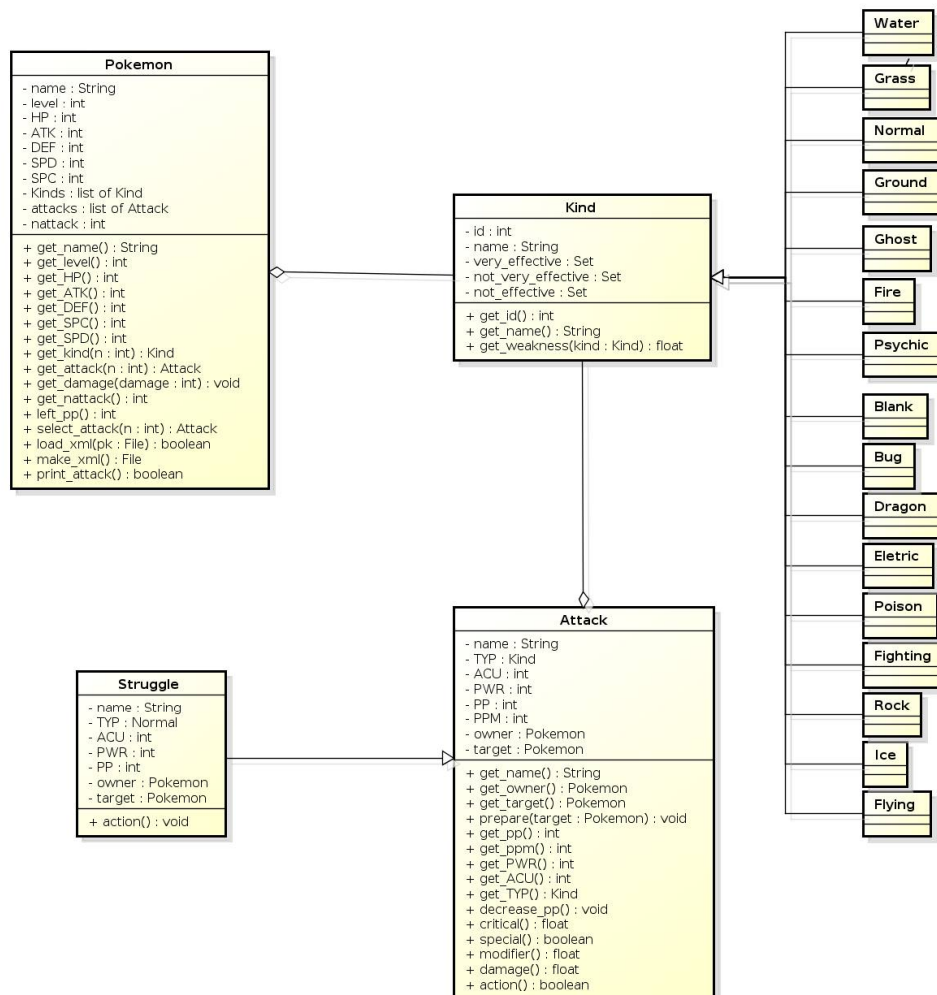 Pokemon
- name : String
- level : int
- HP : int
- ATK : int
- DEF : int
- SPD : int
- SPC : int
- Kinds : list of Kind
- attacks : list of Attack
- nattack : int
+ get_name() : String
+ get_level() : int
+ get_HP() : int
+ get_ATK() : int
+ get_DEF() : int
+ get_SPC() : int
+ get_SPD() : int
+ get_kind(n : int) : Kind
+ get_attack(n : int) : Attack
+ get_damage(damage : int) : void
+ get_nattack() : int
+ left_pp() : int
+ select_attack(n : int) : Attack
+ load_xml(pk : File) : boolean
+ make_xml() : File
+ print_attack() : boolean
Kind
- id : int
- name : String
- very_effective : Set
- not_very_effective : Set
- not_effective : Set
+ get_id() : int
+ get_name() : String
+ get_weakness(kind : Kind) : float
Water
Grass
Normal
Ground
Ghost
Fire
Psychic
Blank
Bug
Dragon
Eletric
Poison
Fighting
Rock
Ice
Flying
Struggle
- name : String
- TYP : Normal
- ACU : int
- PWR : int
- PP : int
- owner : Pokemon
- target : Pokemon
+ action() : void
Attack
- name : String
- TYP : Kind
- ACU : int
- PWR : int
- PP : int
- PPM : int
- owner : Pokemon
- target : Pokemon
+ get_name() : String
+ get_owner() : Pokemon
+ get_target() : Pokemon
+ prepare(target : Pokemon) : void
+ get_pp() : int
+ get_ppm() : int
+ get_PWR() : int
+ get_ACU() : int
+ get_TYP() : Kind
+ decrease_pp() : void
+ critical() : float
+ special() : boolean
+ modifier() : float
+ damage() : float
+ action() : boolean